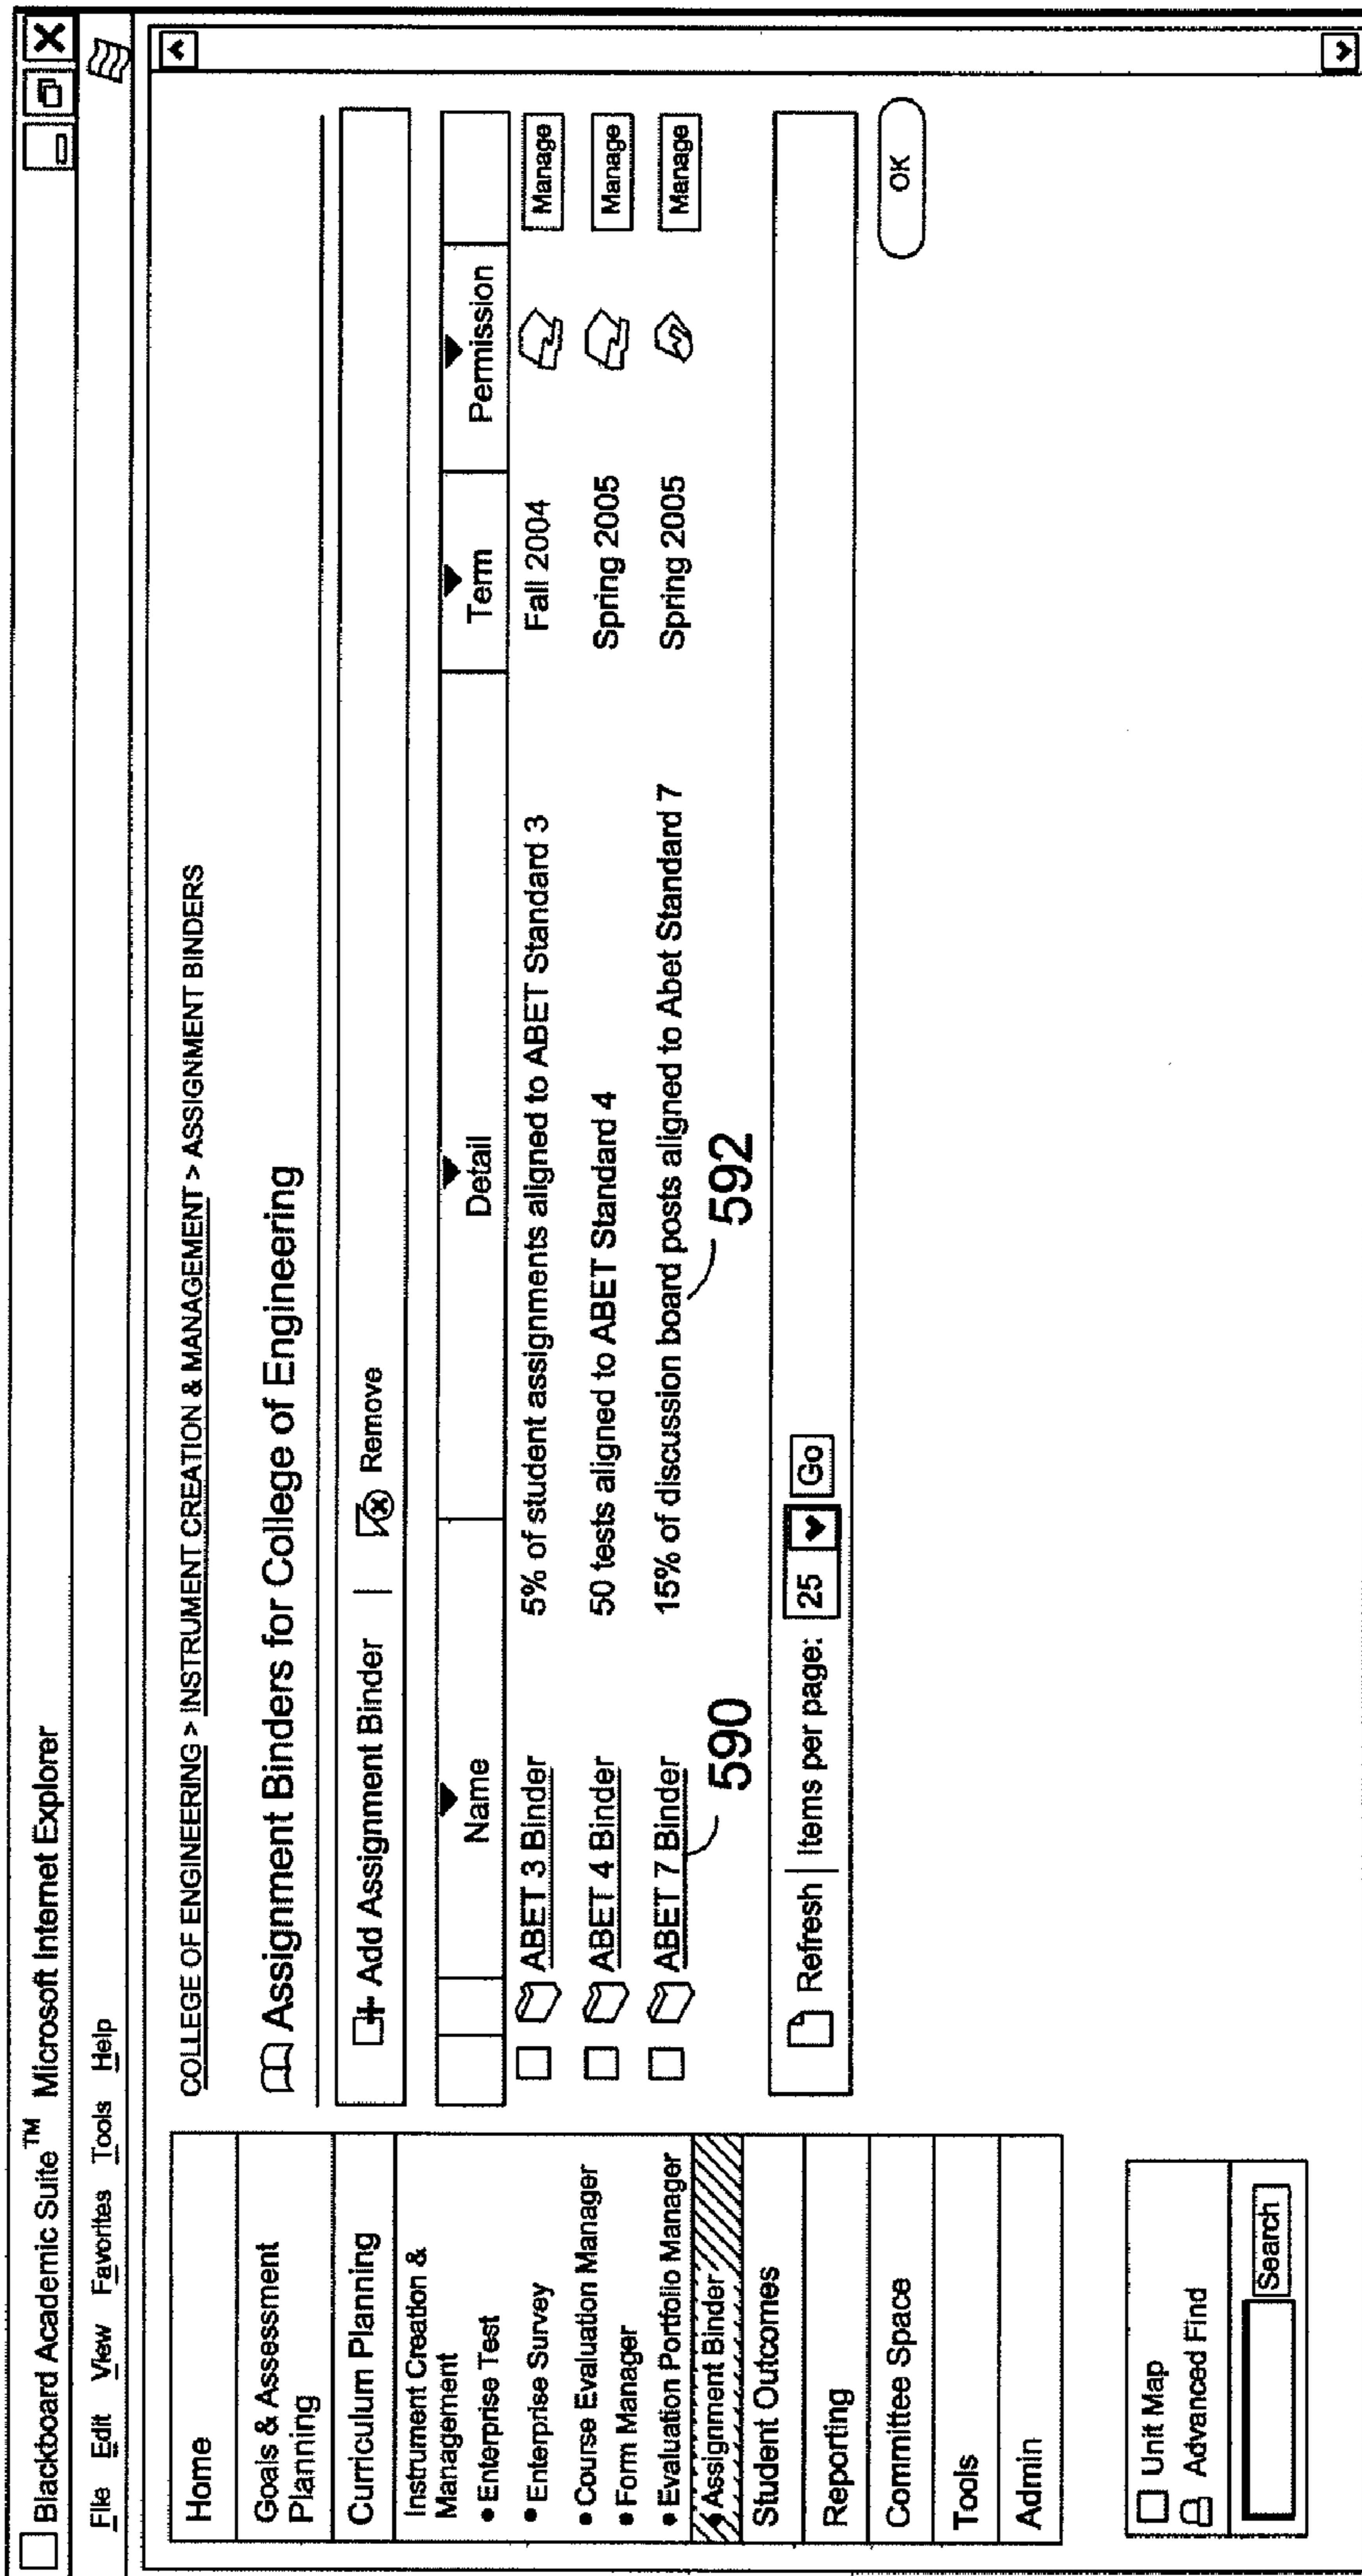 Blackboard Academic Suite™ Microsoft Internet Explorer
File Edit View Favorites Tools Help
Home
Goals & Assessment
Planning
Curriculum Planning
Instrument Creation &
Management
• Enterprise Test
• Enterprise Survey
• Course Evaluation Manager
• Form Manager
• Evaluation Portfolio Manager
• Assignment Binder
Student Outcomes
Reporting
Committee Space
Tools
Admin
Unit Map
Advanced Find
Search
COLLEGE OF ENGINEERING > INSTRUMENT CREATION & MANAGEMENT > ASSIGNMENT BINDERS
Assignment Binders for College of Engineering
Add Assignment Binder | Remove
Name Detail Term Permission
ABET 3 Binder 5% of student assignments aligned to ABET Standard 3 Fall 2004 Manage
ABET 4 Binder 50 tests aligned to ABET Standard 4 Spring 2005 Manage
ABET 7 Binder 15% of discussion board posts aligned to Abet Standard 7 Spring 2005 Manage
590 592
Refresh | Items per page: 25 Go
OK